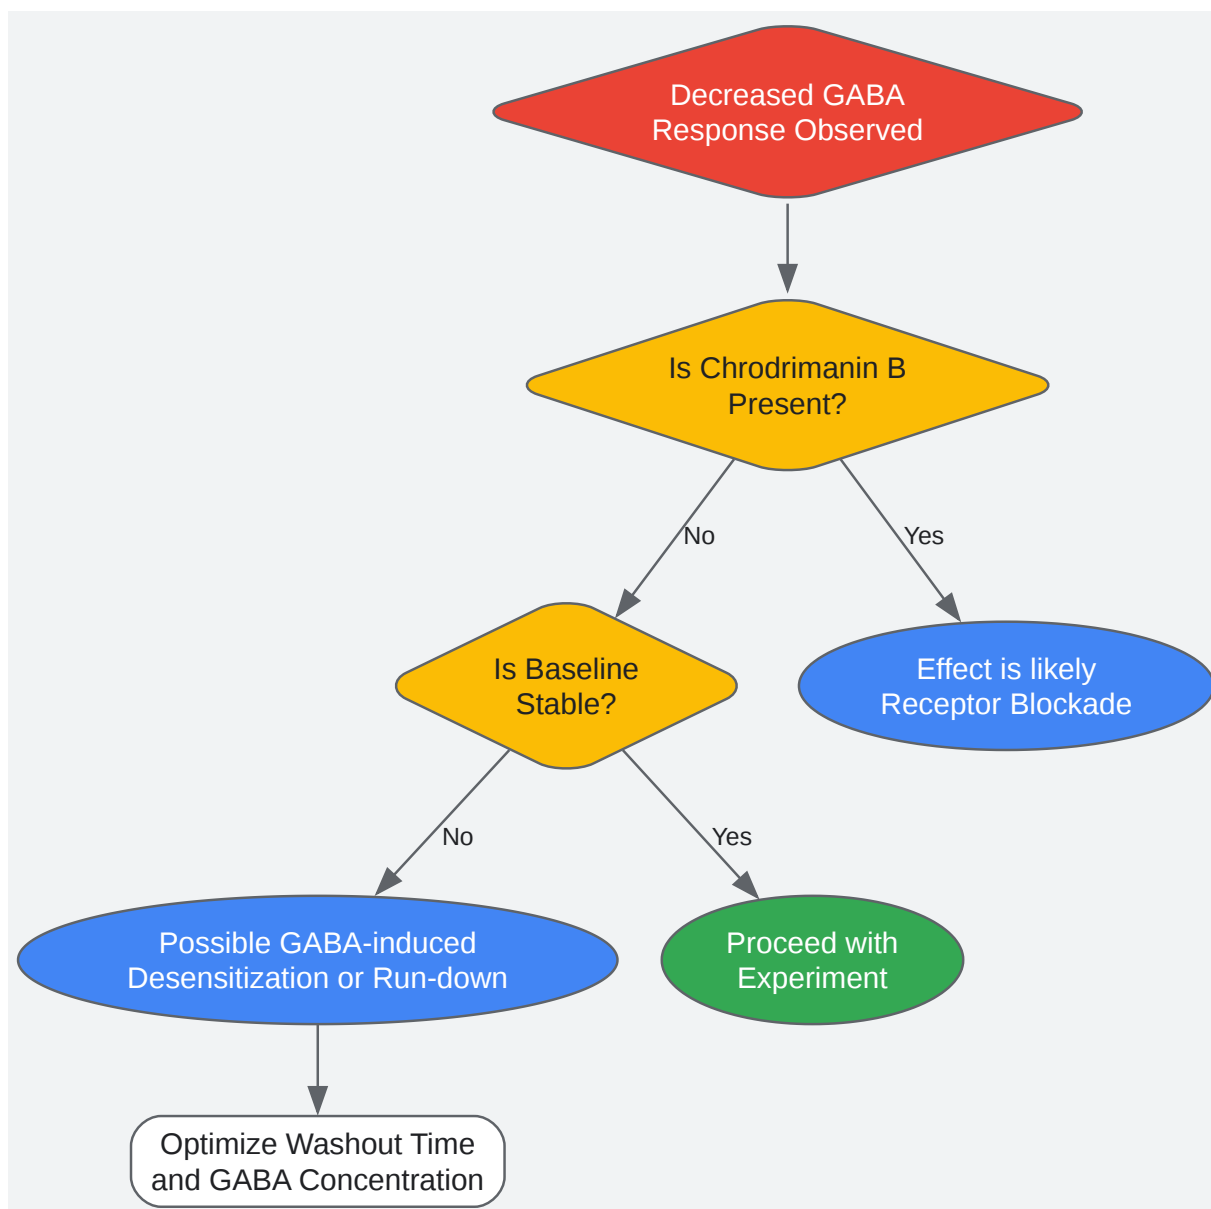 Decreased GABA
Response Observed
Is Chrodrimanin B
Present?
No
Yes
Is Baseline
Stable?
Effect is likely
Receptor Blockade
No
Yes
Possible GABA-induced
Desensitization or Run-down
Proceed with
Experiment
Optimize Washout Time
and GABA Concentration